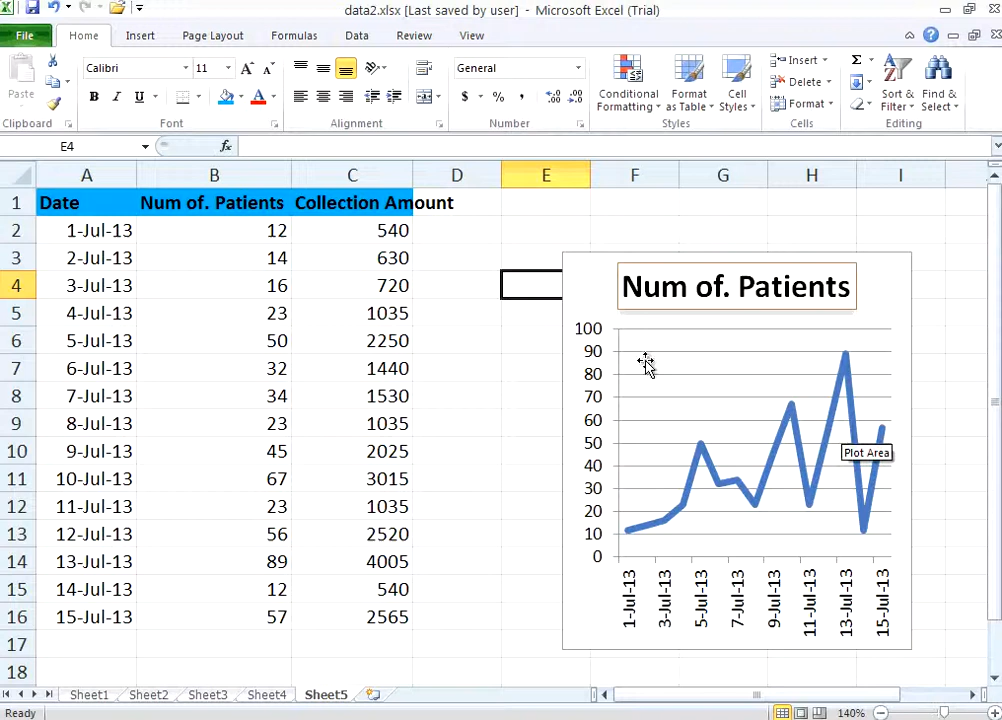 data2.xlsx [Last saved by user] - Microsoft Excel (Trial)
File Home Insert Page Layout Formulas Data Review View
Paste
Calibri 11
B I U
General
$ % ,
Conditional Formatting
Format as Table
Cell Styles
Insert
Delete
Format
Σ
Sort & Filter
Find & Select
Clipboard Font Alignment Number Styles Cells Editing
E4 fx
A B C D E F G H I
1 Date Num of. Patients Collection Amount
2 1-Jul-13 12 540
3 2-Jul-13 14 630
4 3-Jul-13 16 720
5 4-Jul-13 23 1035
6 5-Jul-13 50 2250
7 6-Jul-13 32 1440
8 7-Jul-13 34 1530
9 8-Jul-13 23 1035
10 9-Jul-13 45 2025
11 10-Jul-13 67 3015
12 11-Jul-13 23 1035
13 12-Jul-13 56 2520
14 13-Jul-13 89 4005
15 14-Jul-13 12 540
16 15-Jul-13 57 2565
17
18
Num of. Patients
100
90
80
70
60
50
40
30
20
10
0
Plot Area
1-Jul-13 3-Jul-13 5-Jul-13 7-Jul-13 9-Jul-13 11-Jul-13 13-Jul-13 15-Jul-13
Sheet1 Sheet2 Sheet3 Sheet4 Sheet5
Ready 140%